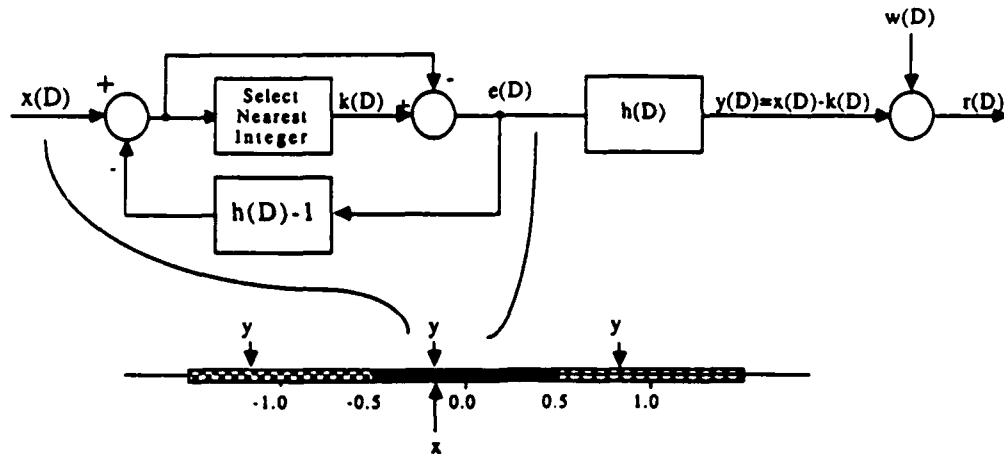 w(D)
+
-
x(D)
Select
Nearest
Integer
k(D)
+
e(D)
h(D)
y(D)=x(D)-k(D)
r(D)
-
h(D)-1
y
y
y
-1.0
-0.5
0.0
0.5
1.0
x